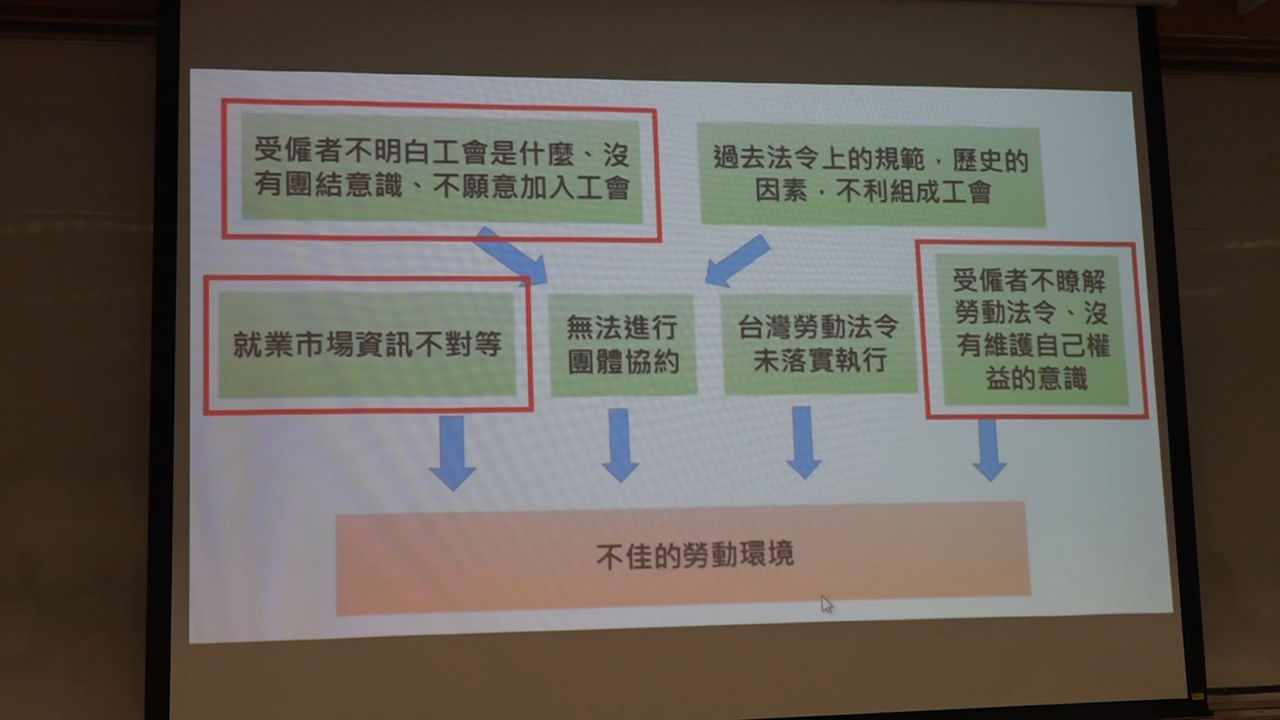 受僱者不明白工會是什麼、沒
有團結意識、不願意加入工會
過去法令上的規範，歷史的
因素，不利組成工會
就業市場資訊不對等
無法進行
團體協約
台灣勞動法令
未落實執行
受僱者不瞭解
勞動法令、沒
有維護自己權
益的意識
不佳的勞動環境